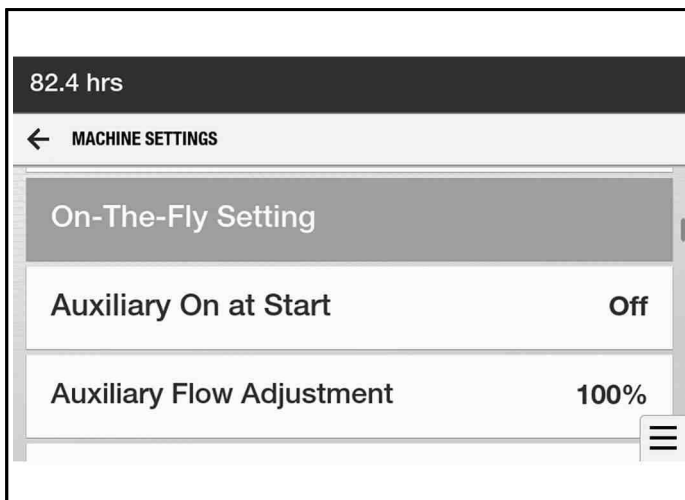 82.4 hrs
MACHINE SETTINGS
On-The-Fly Setting
Auxiliary On at Start Off
Auxiliary Flow Adjustment 100%